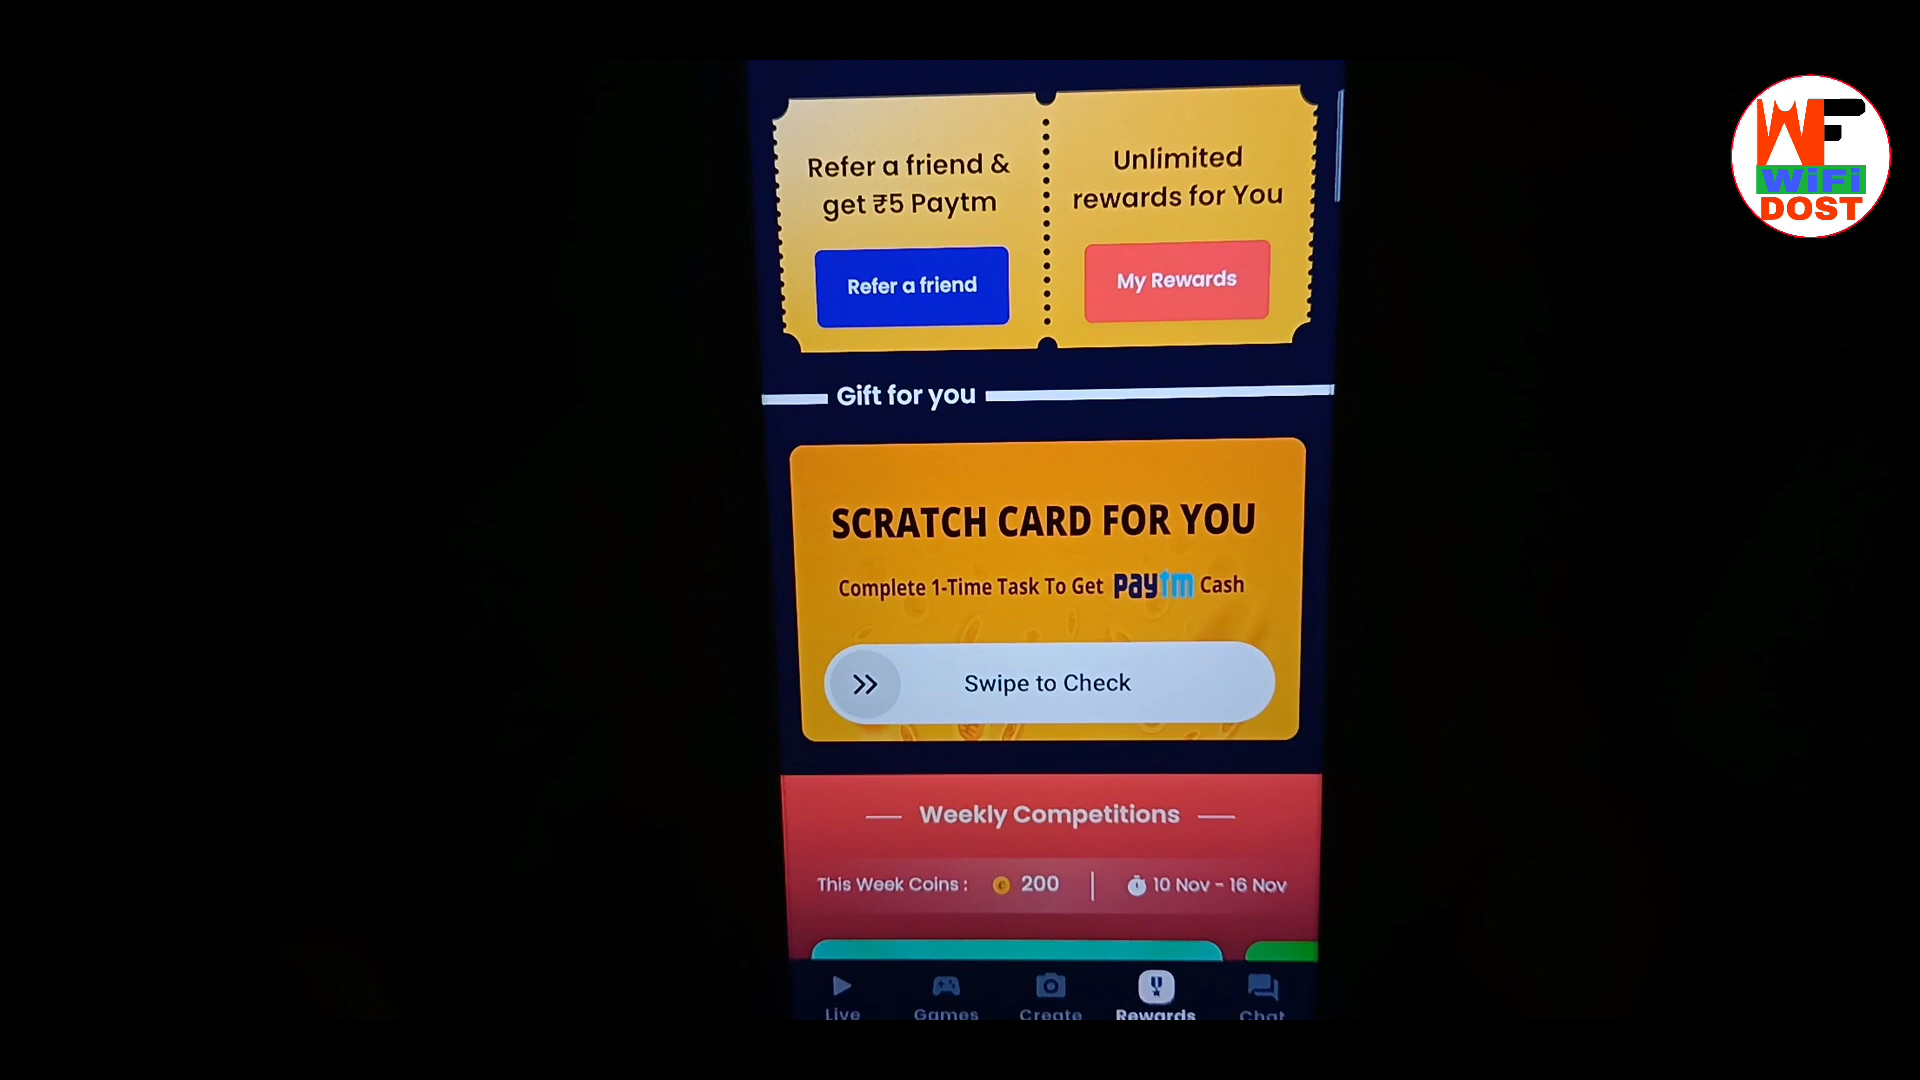 Refer a friend &
get ₹5 Paytm
Refer a friend
Unlimited
rewards for You
My Rewards
Gift for you
SCRATCH CARD FOR YOU
Complete 1-Time Task To Get paytm Cash
Swipe to Check
Weekly Competitions
This Week Coins : 200 | 10 Nov - 16 Nov
Live Games Create Rewards Chat
WF
WiFi
DOST